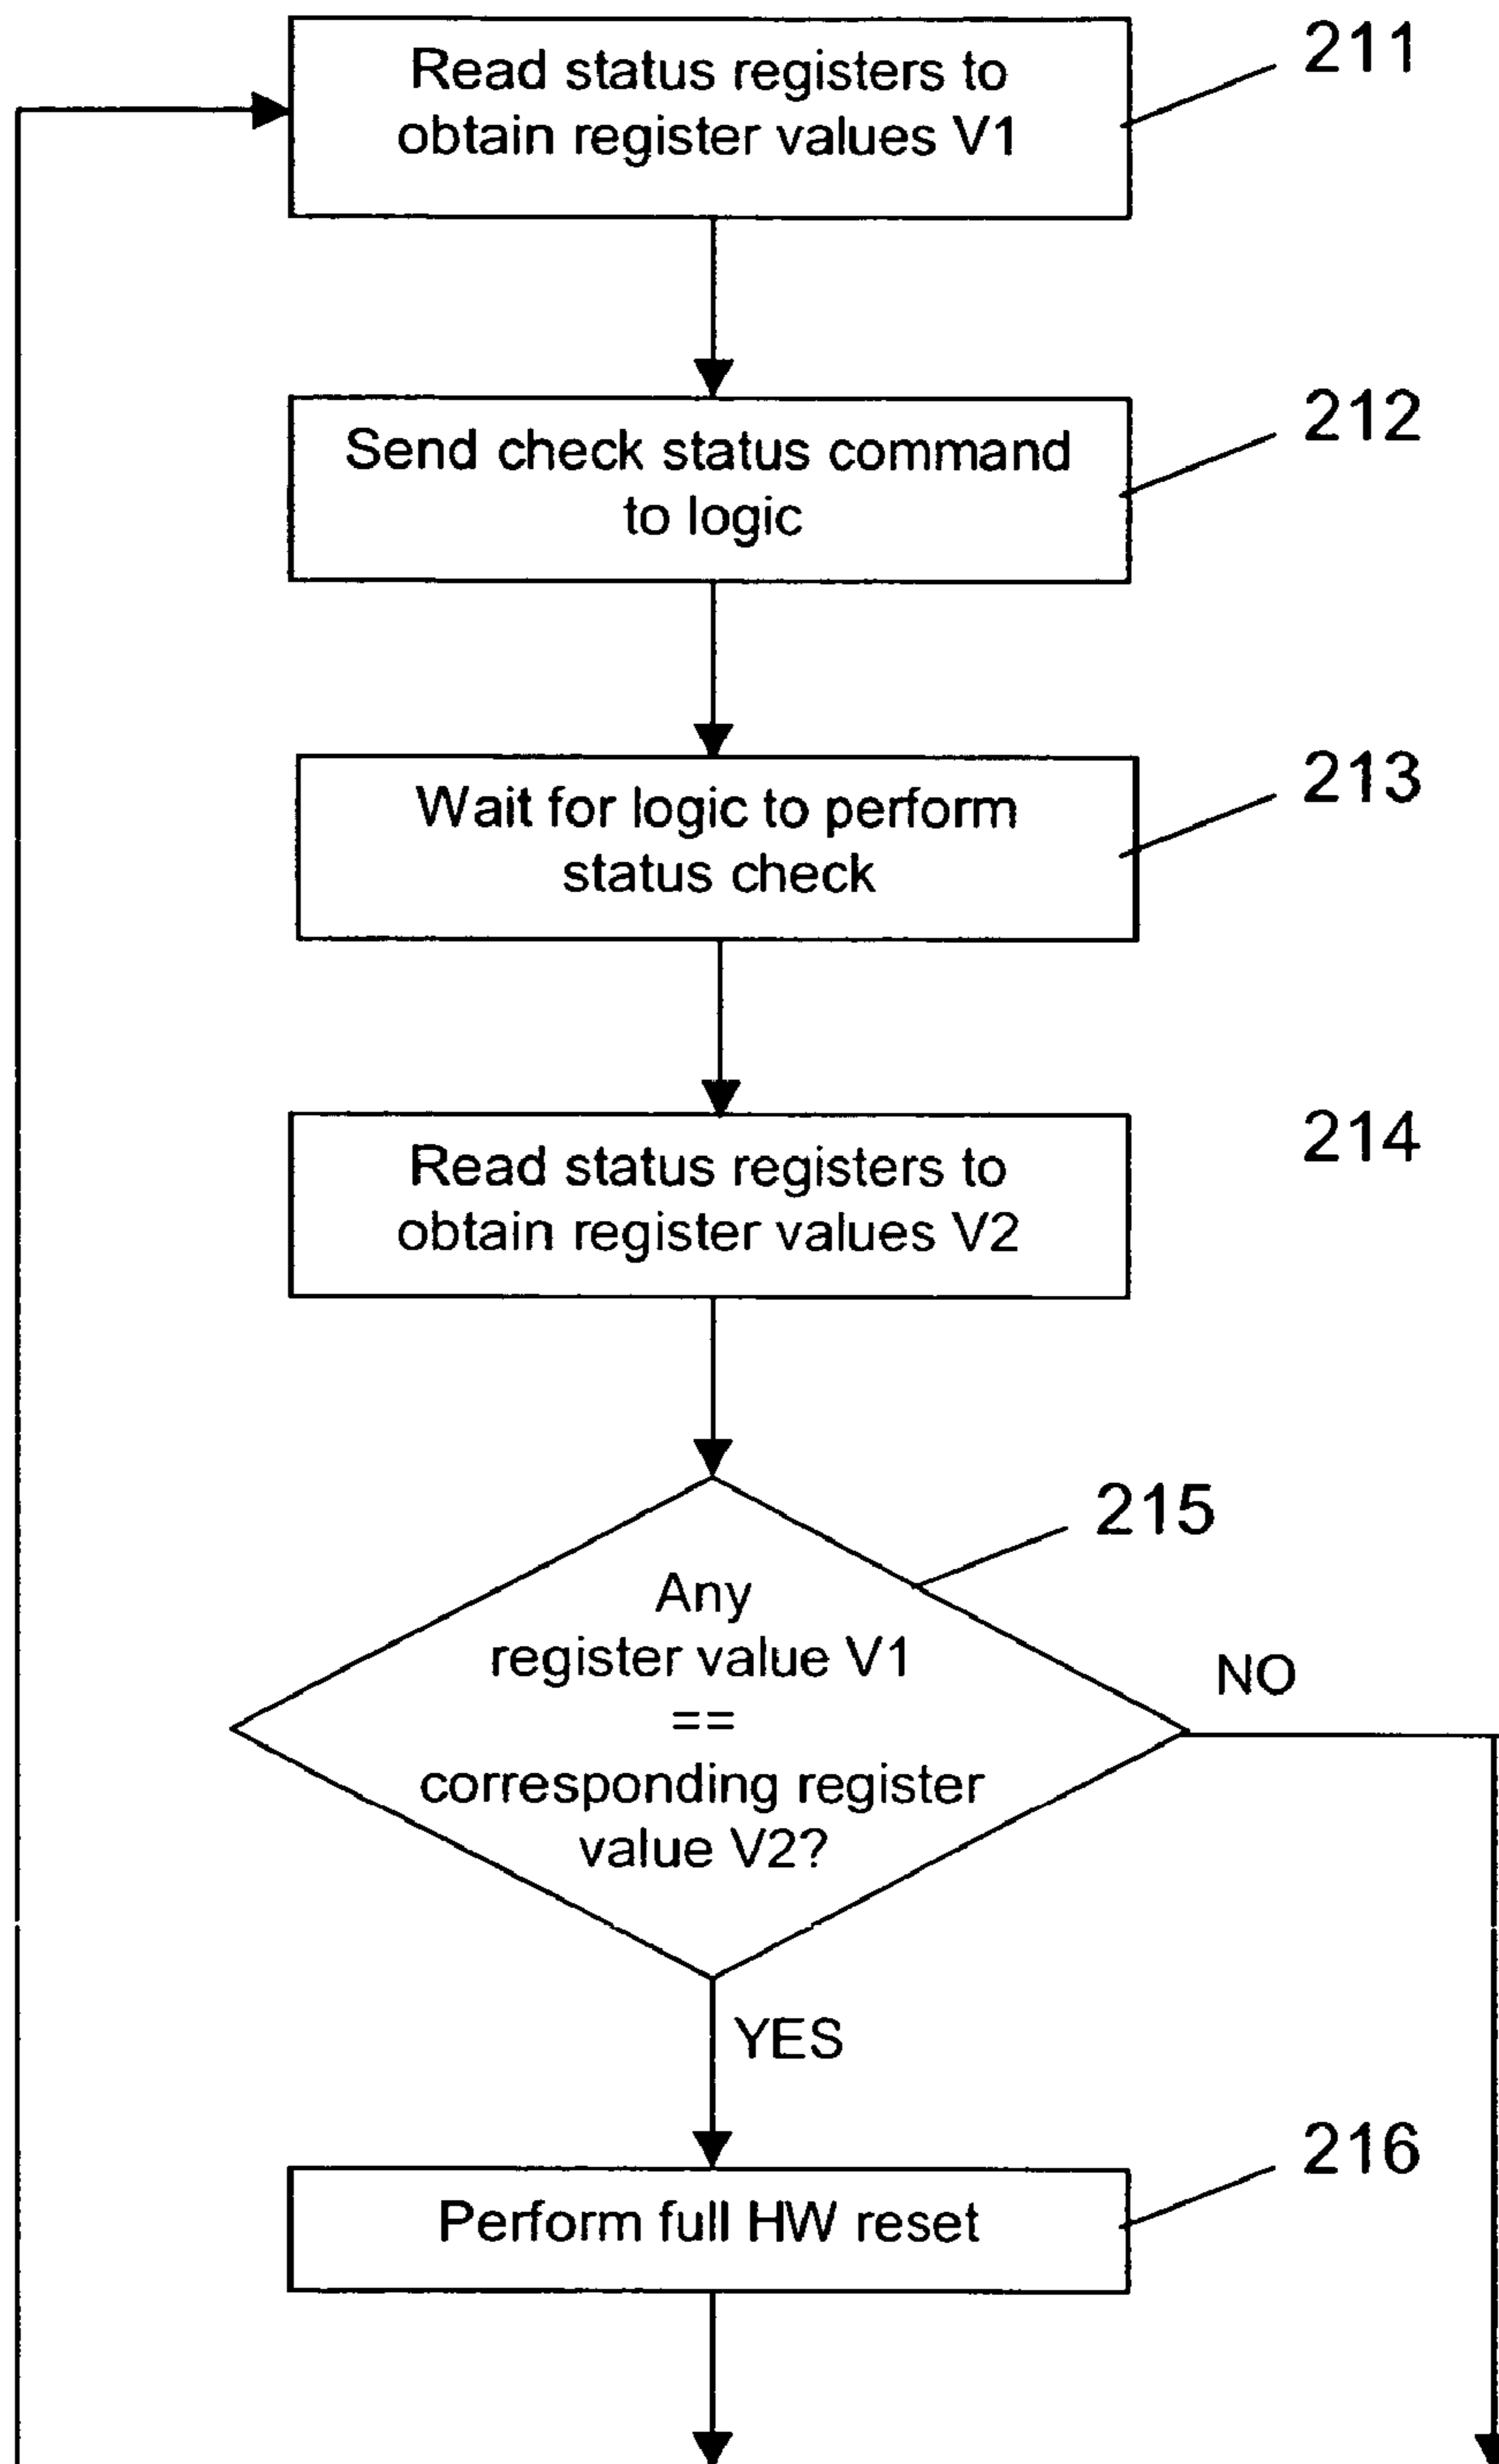 Read status registers to
obtain register values V1
211
Send check status command
to logic
212
Wait for logic to perform
status check
213
Read status registers to
obtain register values V2
214
215
Any
register value V1
==
corresponding register
value V2?
NO
YES
Perform full HW reset
216